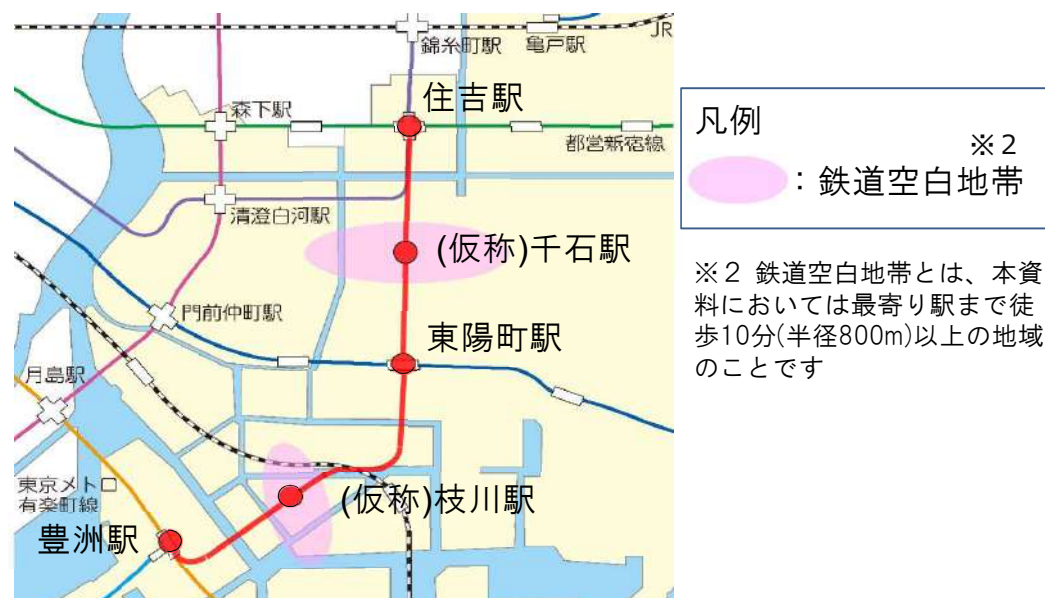 JR
錦糸町駅
亀戸駅
住吉駅
森下駅
都営新宿線
清澄白河駅
(仮称)千石駅
門前仲町駅
東陽町駅
月島駅
東京メトロ
有楽町線
(仮称)枝川駅
豊洲駅
凡例
※2
：鉄道空白地帯
※2 鉄道空白地帯とは、本資
料においては最寄り駅まで徒
歩10分(半径800m)以上の地域
のことです